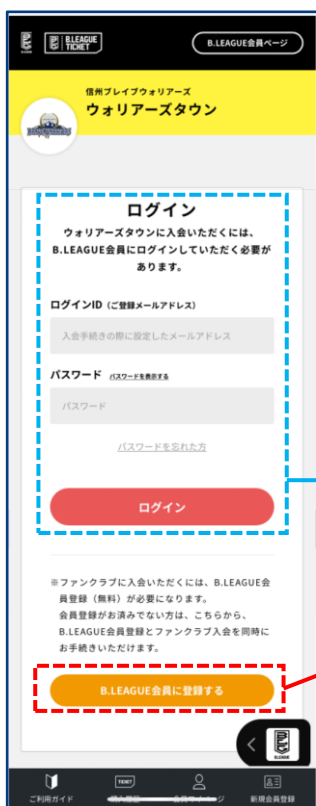 B.LEAGUE
TICKET
B.LEAGUE会員ページ
信州ブレイブウォリアーズ
ウォリアーズタウン
ログイン
ウォリアーズタウンに入会いただくには、
B.LEAGUE会員にログインしていただく必要が
あります。
ログインID（ご登録メールアドレス）
入会手続きの際に設定したメールアドレス
パスワード パスワードを表示する
パスワード
パスワードを忘れた方
ログイン
※ファンクラブに入会いただくには、B.LEAGUE会
員登録（無料）が必要になります。
会員登録がお済みでない方は、こちらから、
B.LEAGUE会員登録とファンクラブ入会を同時に
お手続きいただけます。
B.LEAGUE会員に登録する
TICKET
ご利用ガイド
新規会員登録